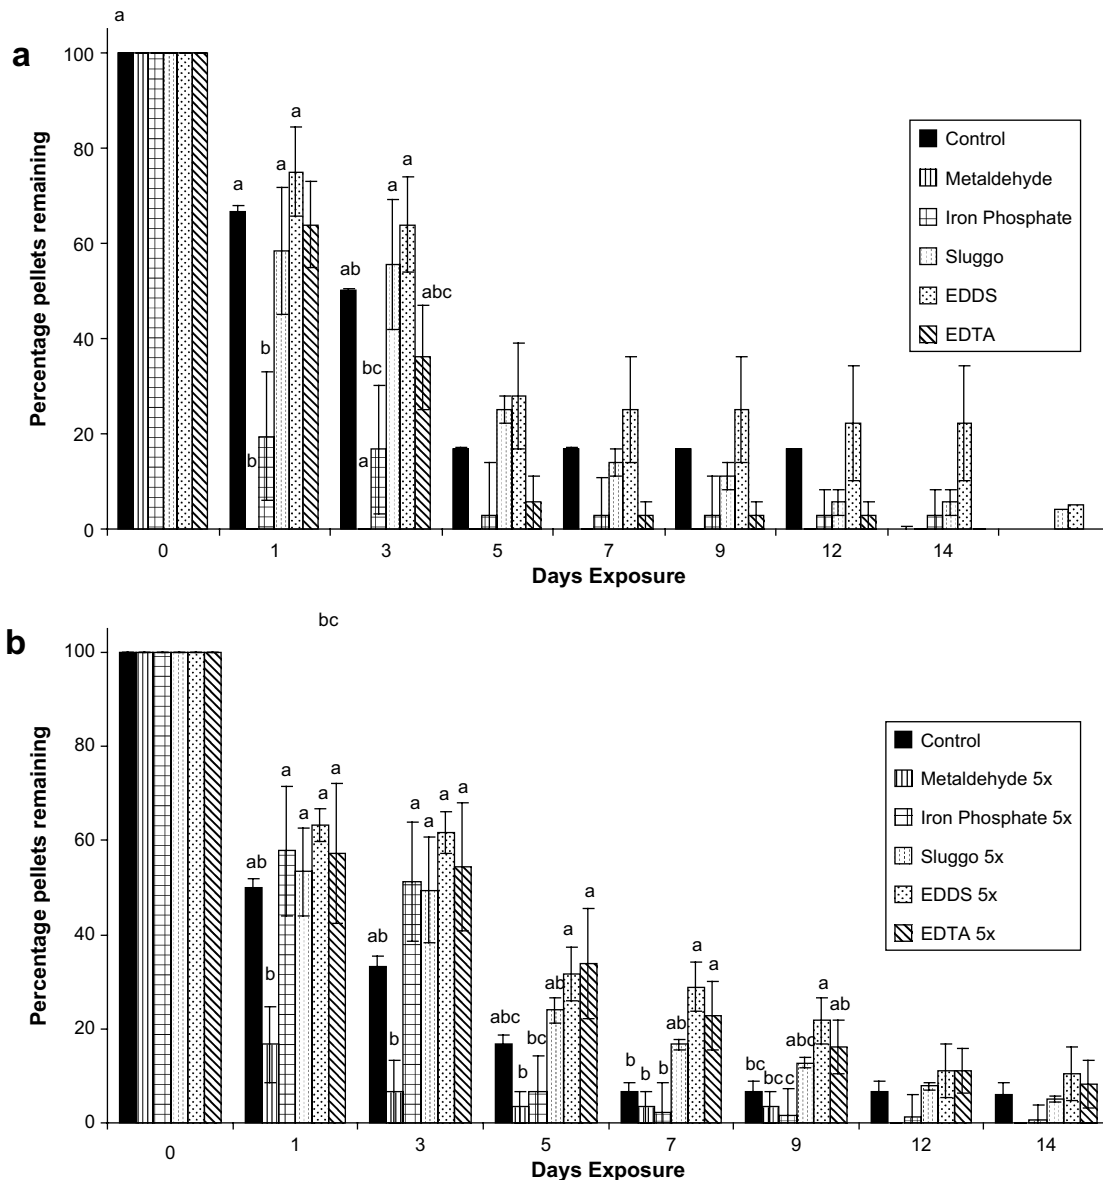 a
a
100
80
60
40
20
0
Percentage pellets remaining
a
b
b
a
a
ab
a
bc
a
a
abc
Control
Metaldehyde
Iron Phosphate
Sluggo
EDDS
EDTA
0 1 3 5 7 9 12 14
Days Exposure
b
bc
100
80
60
40
20
0
Percentage pellets remaining
ab
b
a
a
a
a
ab
b
a
a
a
a
abc
b
bc
ab
a
a
b
b
b
ab
a
a
bc
bc
c
abc
a
ab
Control
Metaldehyde 5x
Iron Phosphate 5x
Sluggo 5x
EDDS 5x
EDTA 5x
0 1 3 5 7 9 12 14
Days Exposure